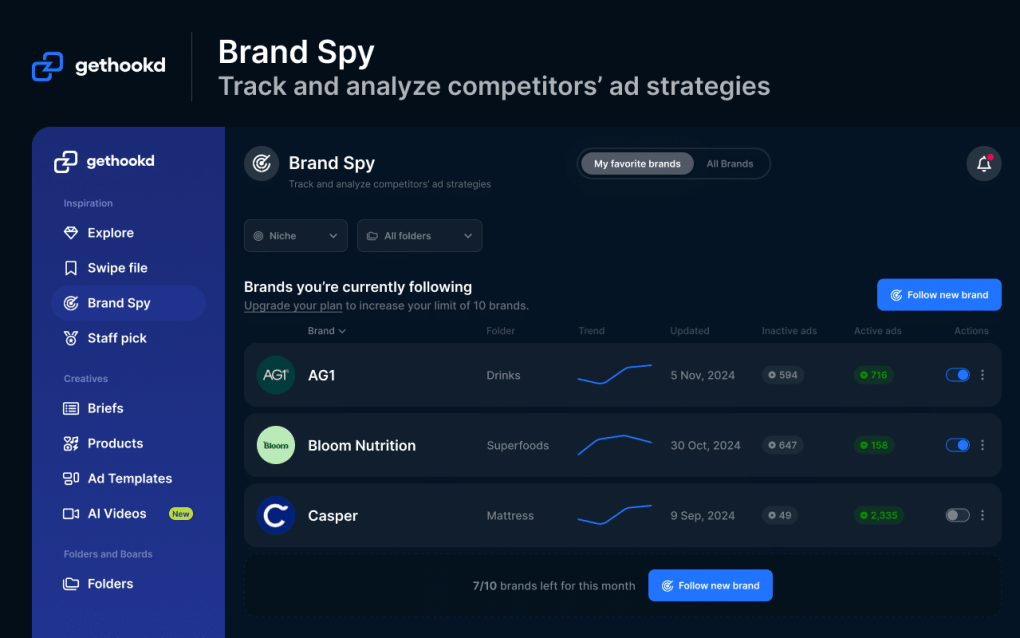 gethookd
Brand Spy
Track and analyze competitors’ ad strategies
gethookd
Inspiration
Explore
Swipe file
Brand Spy
Staff pick
Creatives
Briefs
Products
Ad Templates
AI Videos New
Folders and Boards
Folders
Brand Spy
Track and analyze competitors’ ad strategies
My favorite brands All Brands
Niche All folders
Brands you’re currently following
Upgrade your plan to increase your limit of 10 brands.
Follow new brand
Brand Folder Trend Updated Inactive ads Active ads Actions
AG1 AG1 Drinks 5 Nov, 2024 594 716
Bloom Bloom Nutrition Superfoods 30 Oct, 2024 647 158
C Casper Mattress 9 Sep, 2024 49 2,335
7/10 brands left for this month Follow new brand